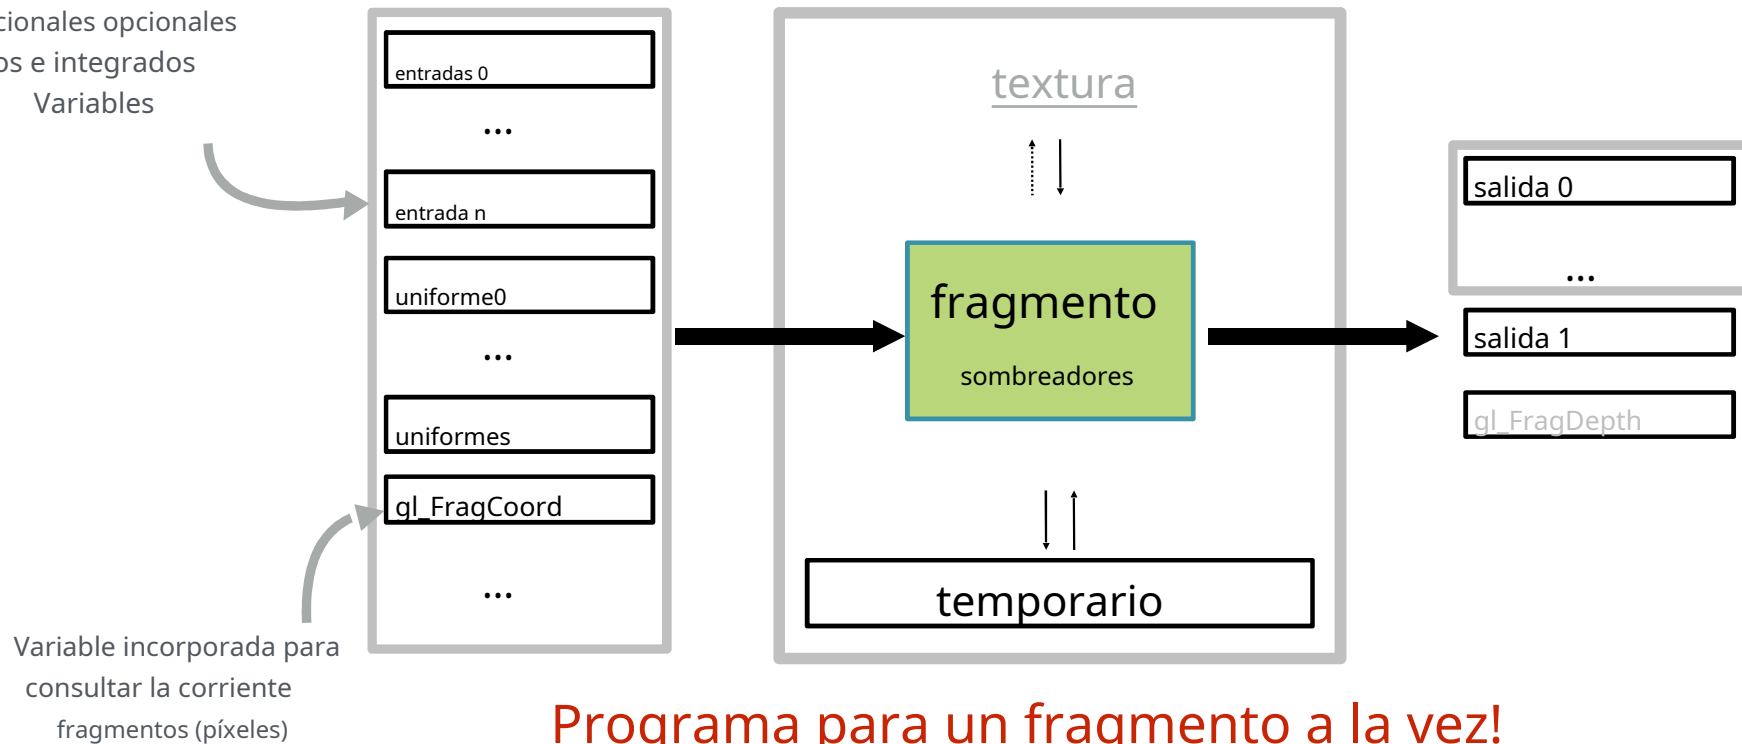 cionales opcionales
os e integrados
Variables
entradas 0
...
entrada n
uniforme0
...
uniformes
gl_FragCoord
...
Variable incorporada para
consultar la corriente
fragmentos (píxeles)
textura
fragmento
sombreadores
temporario
salida 0
...
salida 1
gl_FragDepth
Programa para un fragmento a la vez!